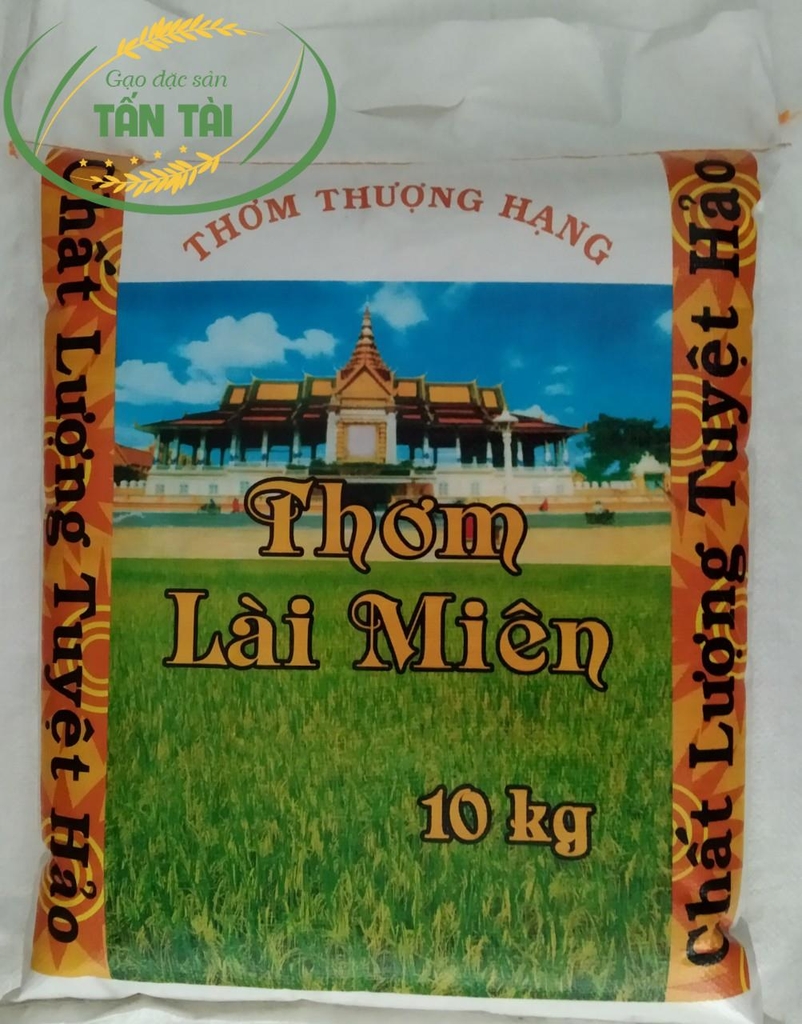 Gạo đặc sản
TẤN TÀI
THƠM THƯỢNG HẠNG
Chất Lượng Tuyệt Hảo
Chất Lượng Tuyệt Hảo
Thơm
Lài Miên
10 kg